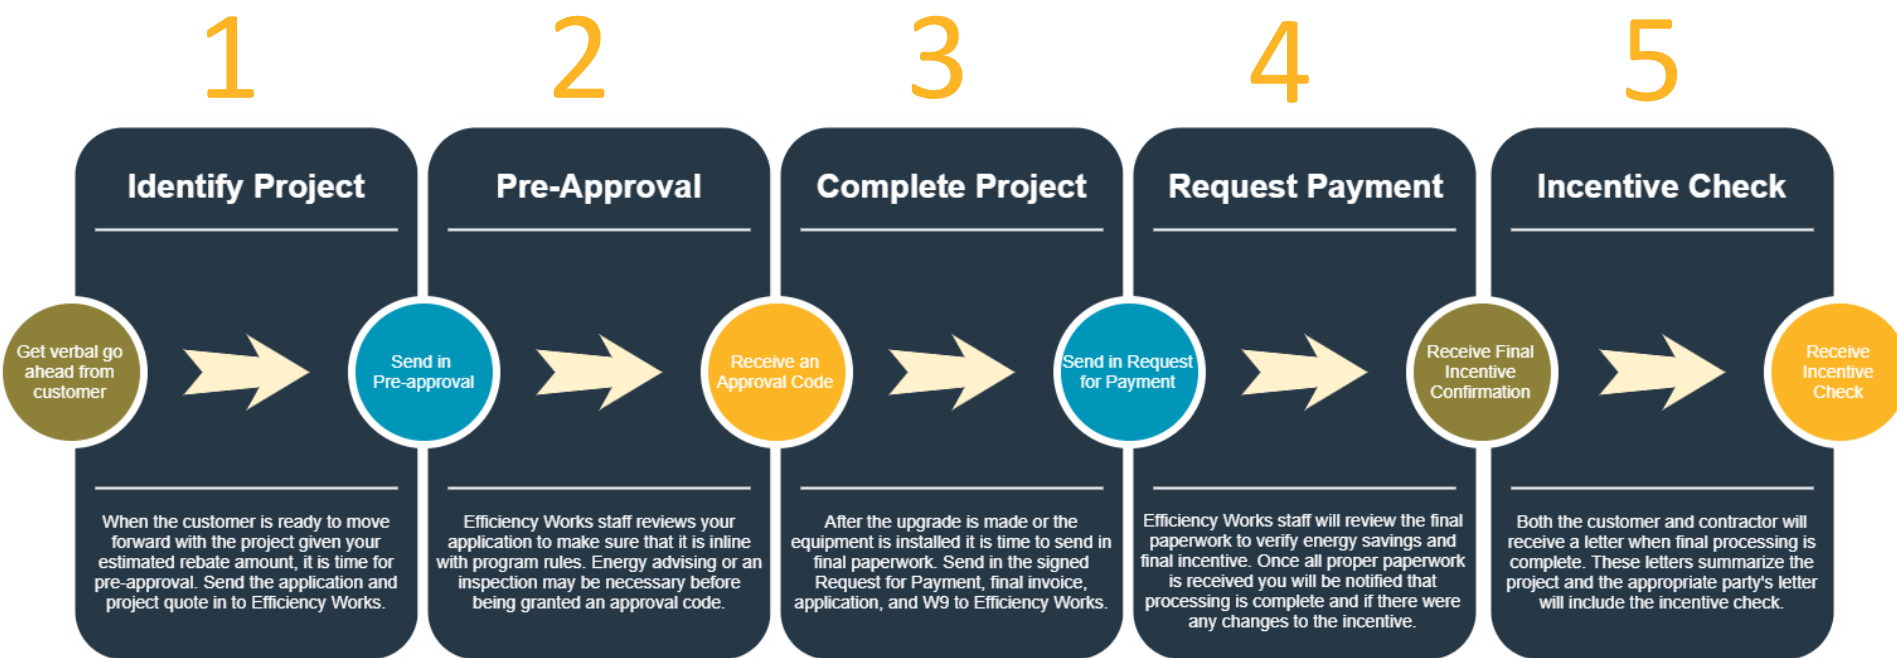 1
2
3
4
5
Identify Project
Pre-Approval
Complete Project
Request Payment
Incentive Check
Get verbal go
ahead from
customer
Send in
Pre-approval
Receive an
Approval Code
Send in Request
for Payment
Receive Final
Incentive
Confirmation
Receive
Incentive
Check
When the customer is ready to move
forward with the project given your
estimated rebate amount, it is time for
pre-approval. Send the application and
project quote in to Efficiency Works.
Efficiency Works staff reviews your
application to make sure that it is inline
with program rules. Energy advising or an
inspection may be necessary before
being granted an approval code.
After the upgrade is made or the
equipment is installed it is time to send in
final paperwork. Send in the signed
Request for Payment, final invoice,
application, and W9 to Efficiency Works.
Efficiency Works staff will review the final
paperwork to verify energy savings and
final incentive. Once all proper paperwork
is received you will be notified that
processing is complete and if there were
any changes to the incentive.
Both the customer and contractor will
receive a letter when final processing is
complete. These letters summarize the
project and the appropriate party's letter
will include the incentive check.